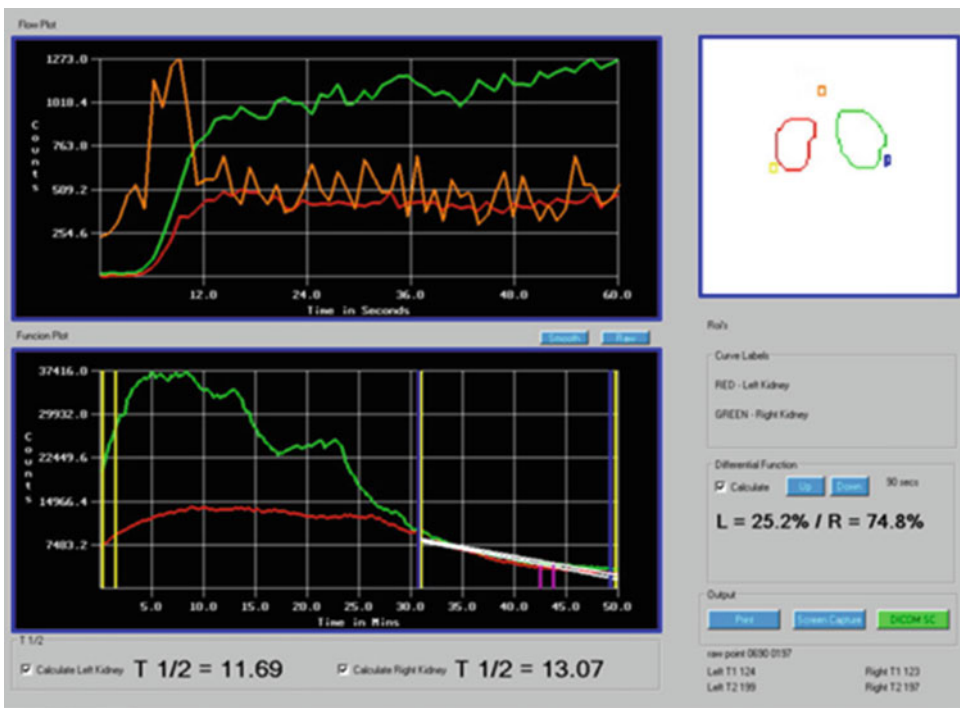 Flow Plot
1273.0
1018.4
763.8
509.2
254.6
Counts
12.0 24.0 36.0 48.0 60.0
Time in Seconds
Funcion Plot
Smooth Raw
37416.0
29932.8
22449.6
14966.4
7483.2
Counts
5.0 10.0 15.0 20.0 25.0 30.0 35.0 40.0 45.0 50.0
Time in Mins
T 1/2
Calculate Left Kidney T 1/2 = 11.69 Calculate Right Kidney T 1/2 = 13.07
Roi's
Curve Labels
RED - Left Kidney
GREEN - Right Kidney
Differential Function
Calculate Up Down 90 secs
L = 25.2% / R = 74.8%
Output
Print Screen Capture DICOM SC
raw point 0690 0197
Left T1 124 Right T1 123
Left T2 199 Right T2 197